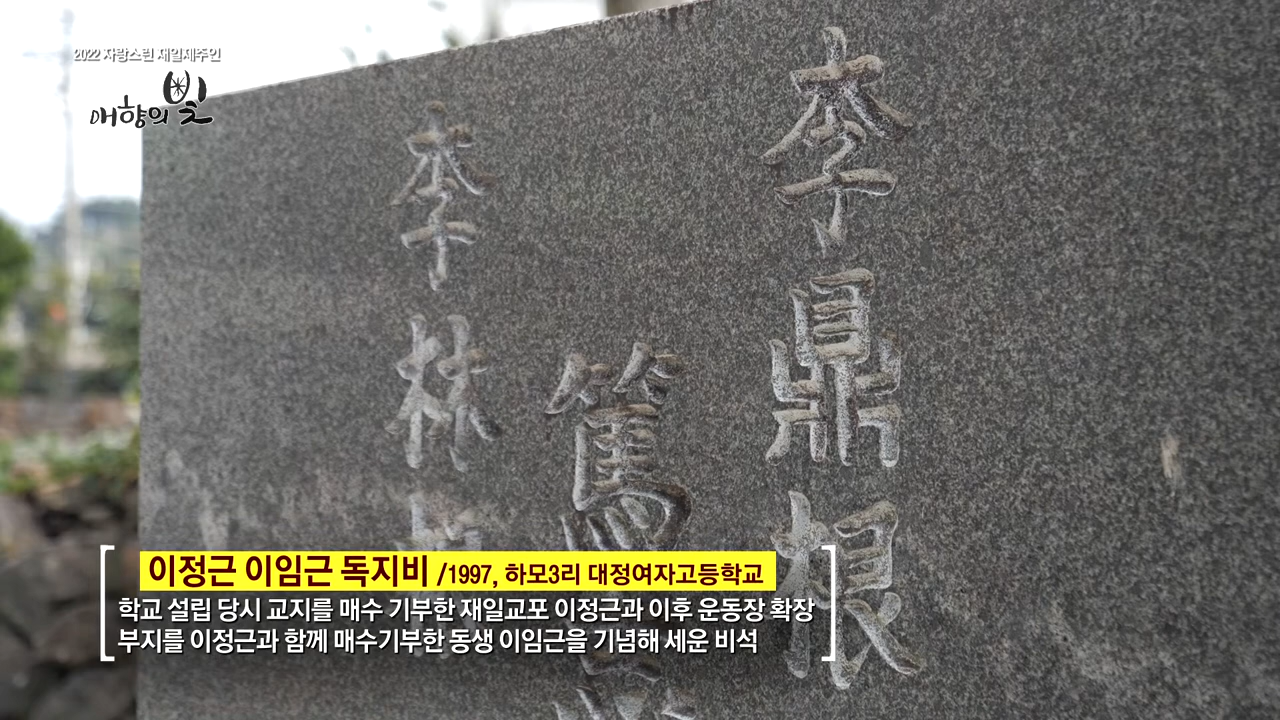 2022 자랑스런 재일제주인
애향의 빛
李鼎根
篤
李林
이정근 이임근 독지비 /1997, 하모3리 대정여자고등학교
학교 설립 당시 교지를 매수 기부한 재일교포 이정근과 이후 운동장 확장
부지를 이정근과 함께 매수기부한 동생 이임근을 기념해 세운 비석